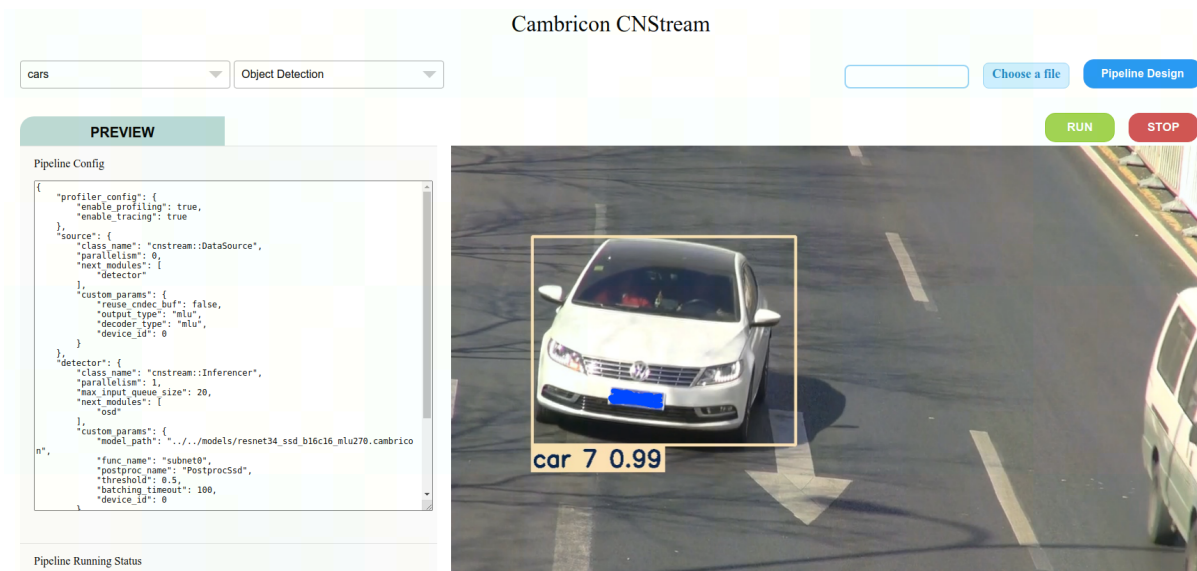 Cambricon CNStream
cars
Object Detection
Choose a file
Pipeline Design
PREVIEW
RUN
STOP
Pipeline Config
{
    "profiler_config": {
        "enable_profiling": true,
        "enable_tracing": true
    },
    "source": {
        "class_name": "cnstream::DataSource",
        "parallelism": 0,
        "next_modules": [
            "detector"
        ],
        "custom_params": {
            "reuse_cndec_buf": false,
            "output_type": "mlu",
            "decoder_type": "mlu",
            "device_id": 0
        }
    },
    "detector": {
        "class_name": "cnstream::Inferencer",
        "parallelism": 1,
        "max_input_queue_size": 20,
        "next_modules": [
            "osd"
        ],
        "custom_params": {
            "model_path": "../../models/resnet34_ssd_b16c16_mlu270.cambrico
n",
            "func_name": "subnet0",
            "postproc_name": "PostprocSsd",
            "threshold": 0.5,
            "batching_timeout": 100,
            "device_id": 0
        }
car 7 0.99
Pipeline Running Status